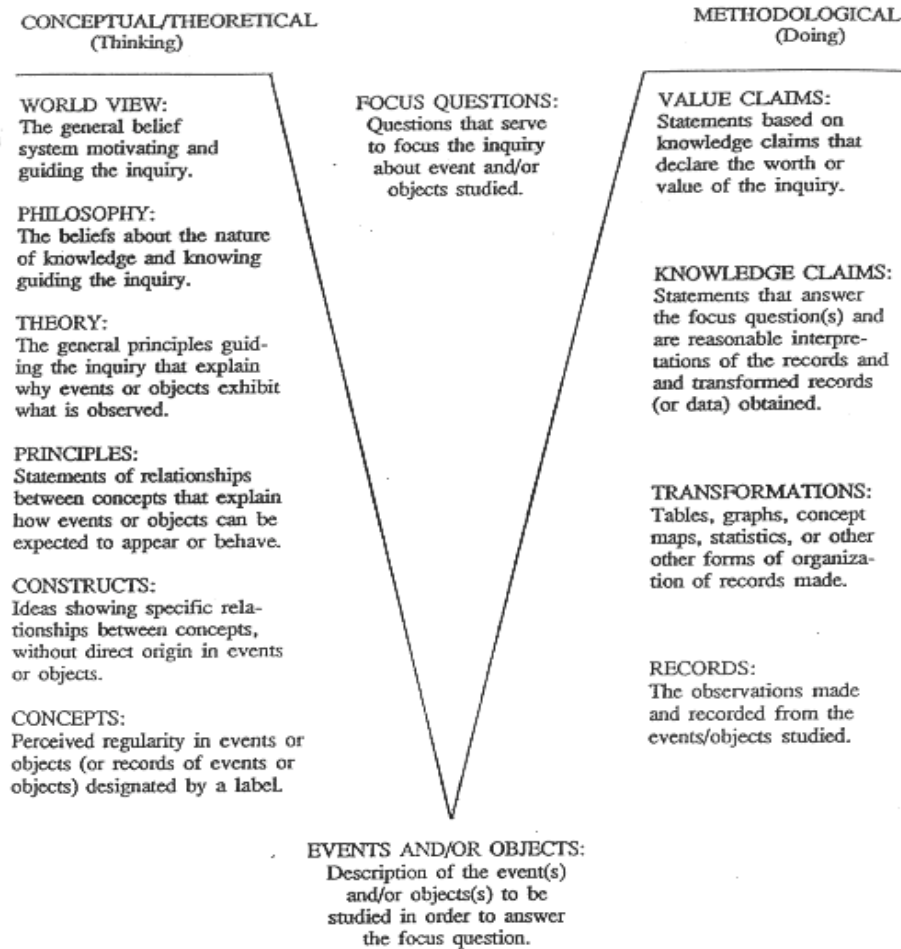 CONCEPTUAL/THEORETICAL
(Thinking)
WORLD VIEW:
The general belief
system motivating and
guiding the inquiry.
PHILOSOPHY:
The beliefs about the nature
of knowledge and knowing
guiding the inquiry.
THEORY:
The general principles guid-
ing the inquiry that explain
why events or objects exhibit
what is observed.
PRINCIPLES:
Statements of relationships
between concepts that explain
how events or objects can be
expected to appear or behave.
CONSTRUCTS:
Ideas showing specific rela-
tionships between concepts,
without direct origin in events
or objects.
CONCEPTS:
Perceived regularity in events or
objects (or records of events or
objects) designated by a label.
FOCUS QUESTIONS:
Questions that serve
to focus the inquiry
about event and/or
objects studied.
METHODOLOGICAL
(Doing)
VALUE CLAIMS:
Statements based on
knowledge claims that
declare the worth or
value of the inquiry.
KNOWLEDGE CLAIMS:
Statements that answer
the focus question(s) and
are reasonable interpre-
tations of the records and
and transformed records
(or data) obtained.
TRANSFORMATIONS:
Tables, graphs, concept
maps, statistics, or other
other forms of organiza-
tion of records made.
RECORDS:
The observations made
and recorded from the
events/objects studied.
EVENTS AND/OR OBJECTS:
Description of the event(s)
and/or objects(s) to be
studied in order to answer
the focus question.